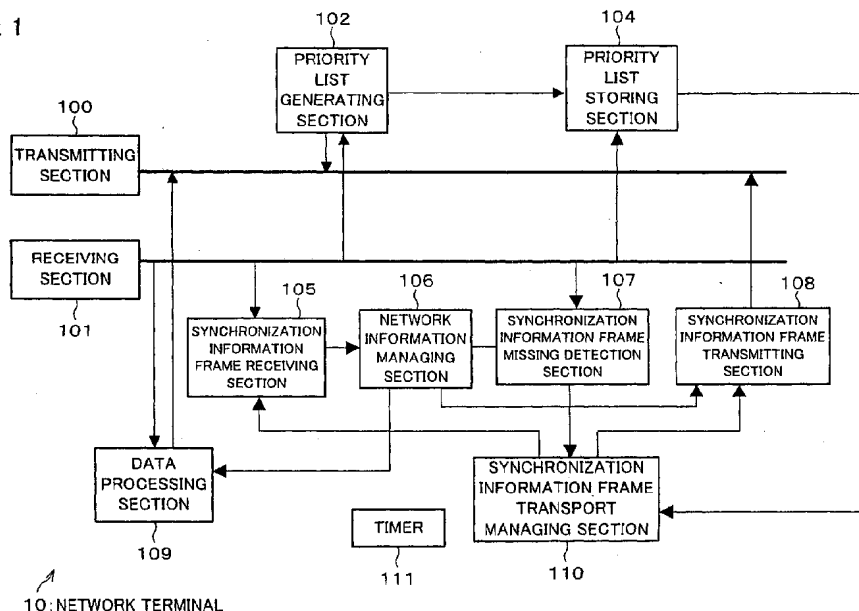 1
102
104
PRIORITY
LIST
GENERATING
SECTION
PRIORITY
LIST
STORING
SECTION
100
TRANSMITTING
SECTION
RECEIVING
SECTION
101
105
106
107
108
SYNCHRONIZATION
INFORMATION
FRAME RECEIVING
SECTION
NETWORK
INFORMATION
MANAGING
SECTION
SYNCHRONIZATION
INFORMATION FRAME
MISSING DETECTION
SECTION
SYNCHRONIZATION
INFORMATION FRAME
TRANSMITTING
SECTION
DATA
PROCESSING
SECTION
109
TIMER
111
SYNCHRONIZATION
INFORMATION FRAME
TRANSPORT
MANAGING SECTION
110
10:NETWORK TERMINAL